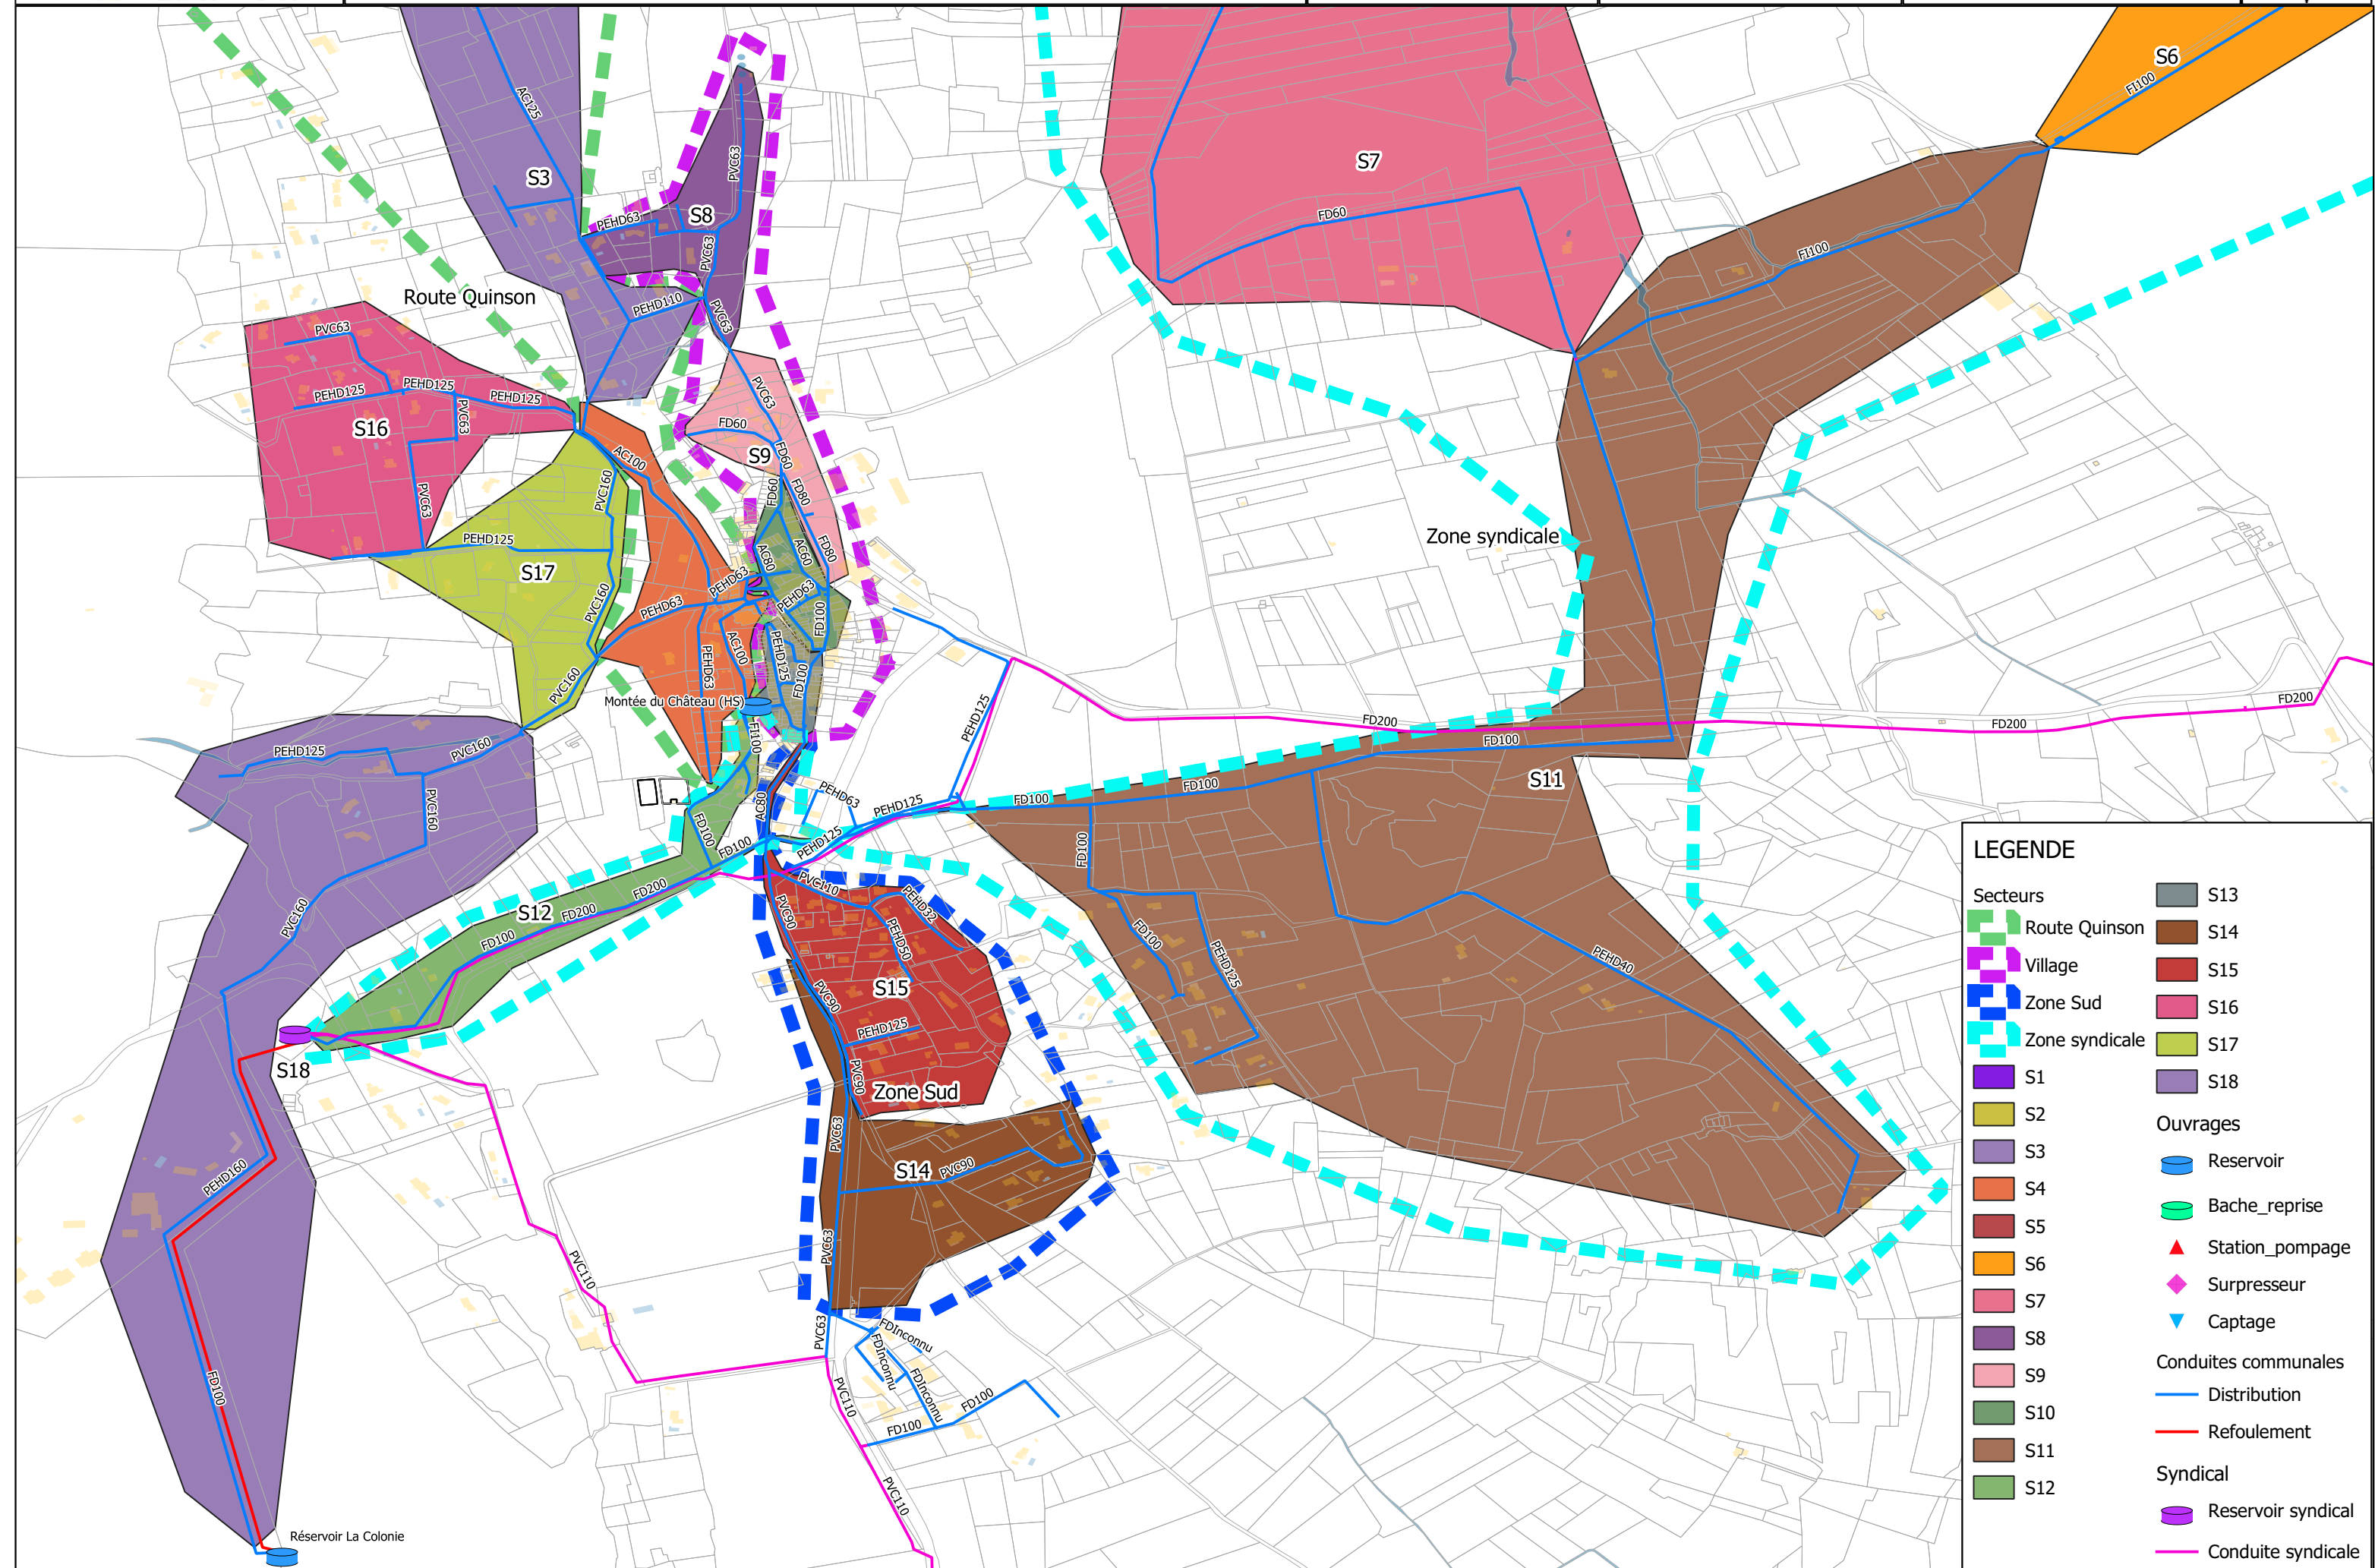 S6
FI100
AC125
S3
PVC63
S7
S8
PEHD63
FD60
PVC63
FI100
Route Quinson
PEHD110
PVC63
PVC63
PEHD125
PEHD125
PEHD125
PVC63
PVC63
S16
FD60
S9
AC100
FD60
PVC160
FD60
FD80
PVC63
Zone syndicale
PEHD125
AC80
AC60
FD80
S17
PEHD63
PEHD63
PEHD63
PVC160
FD100
AC100
PEHD125
PEHD63
FD100
PVC160
Montée du Château (HS)
PEHD125
FD200
FD200
FD200
FI100
FD100
PEHD125
PVC160
S11
FD100
PEHD63
AC80
PEHD125
FD100
PVC160
FD100
PEHD125
FD100
FD100
PVC110
FD200
PEHD32
S12
FD200
PVC90
PVC160
FD100
PEHD50
FD100
PEHD125
PEHD40
S15
PVC90
PEHD125
S18
PVC90
Zone Sud
PVC63
S14
PVC90
PEHD160
PVC63
PVC110
PVC63
FDInconnu
FDInconnu
FDInconnu
FD100
PVC110
FD100
FD100
PVC110
Réservoir La Colonie
LEGENDE
Secteurs
Route Quinson
Village
Zone Sud
Zone syndicale
S1
S2
S3
S4
S5
S6
S7
S8
S9
S10
S11
S12
S13
S14
S15
S16
S17
S18
Ouvrages
Reservoir
Bache_reprise
Station_pompage
Surpresseur
Captage
Conduites communales
Distribution
Refoulement
Syndical
Reservoir syndical
Conduite syndicale